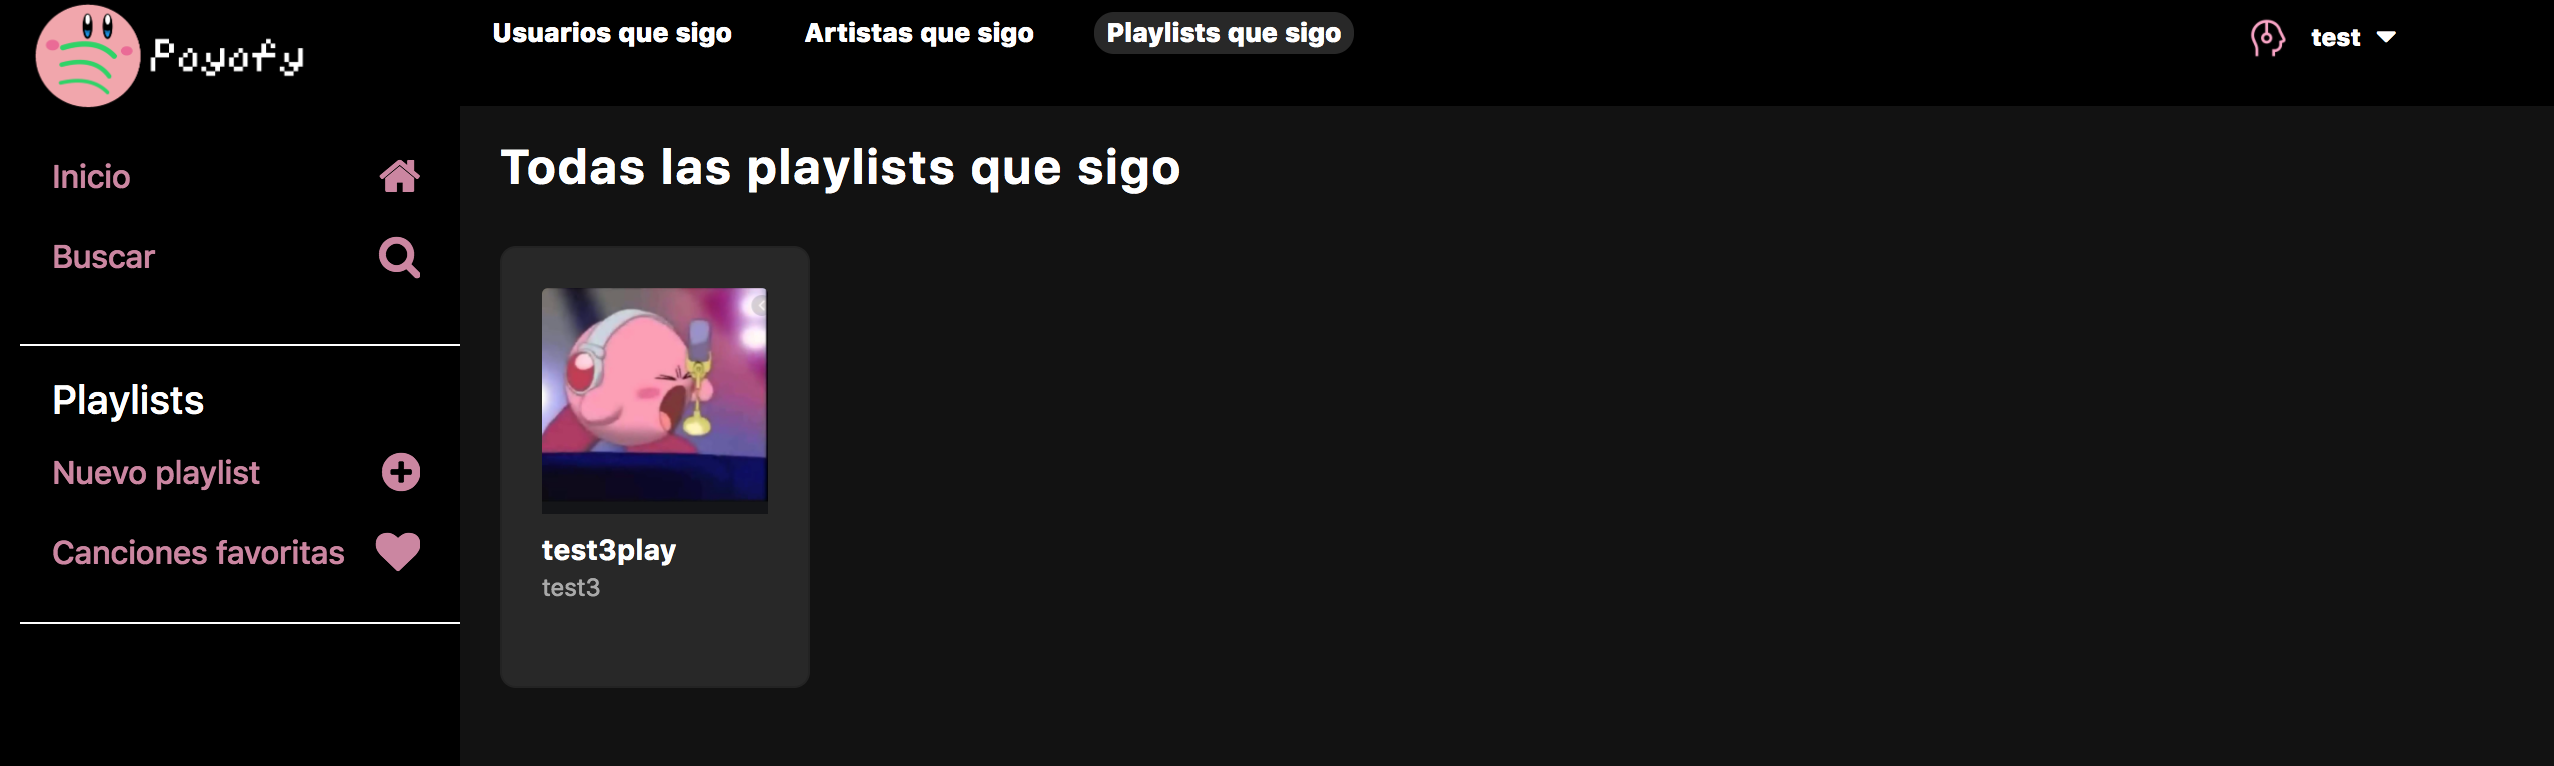 Poyofy
Usuarios que sigo
Artistas que sigo
Playlists que sigo
test
Inicio
Buscar
Playlists
Nuevo playlist
Canciones favoritas
Todas las playlists que sigo
test3play
test3